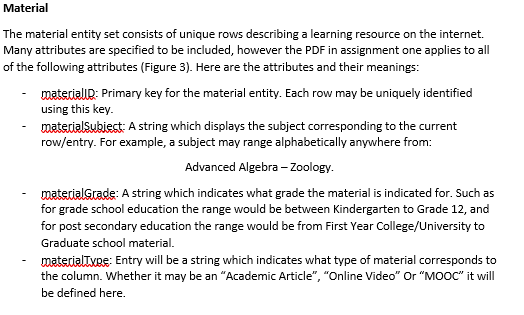 Material
The material entity set consists of unique rows describing a learning resource on the internet.
Many attributes are specified to be included, however the PDF in assignment one applies to all
of the following attributes (Figure 3). Here are the attributes and their meanings:
- materialID: Primary key for the material entity. Each row may be uniquely identified
using this key.
- materialSubject: A string which displays the subject corresponding to the current
row/entry. For example, a subject may range alphabetically anywhere from:
Advanced Algebra – Zoology.
- materialGrade: A string which indicates what grade the material is indicated for. Such as
for grade school education the range would be between Kindergarten to Grade 12, and
for post secondary education the range would be from First Year College/University to
Graduate school material.
- materialType: Entry will be a string which indicates what type of material corresponds to
the column. Whether it may be an “Academic Article”, “Online Video” Or “MOOC” it will
be defined here.